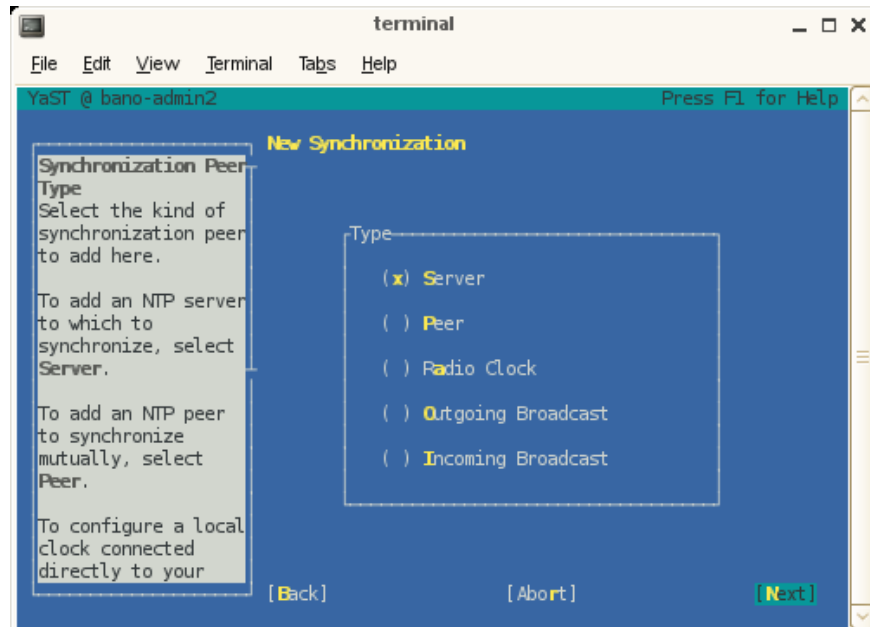 terminal
File Edit View Terminal Tabs Help
YaST @ bano-admin2 Press F1 for Help
New Synchronization
Synchronization Peer
Type
Select the kind of
synchronization peer
to add here.
To add an NTP server
to which to
synchronize, select
Server.
To add an NTP peer
to synchronize
mutually, select
Peer.
To configure a local
clock connected
directly to your
Type
(x) Server
( ) Peer
( ) Radio Clock
( ) Outgoing Broadcast
( ) Incoming Broadcast
[Back] [Abort] [Next]